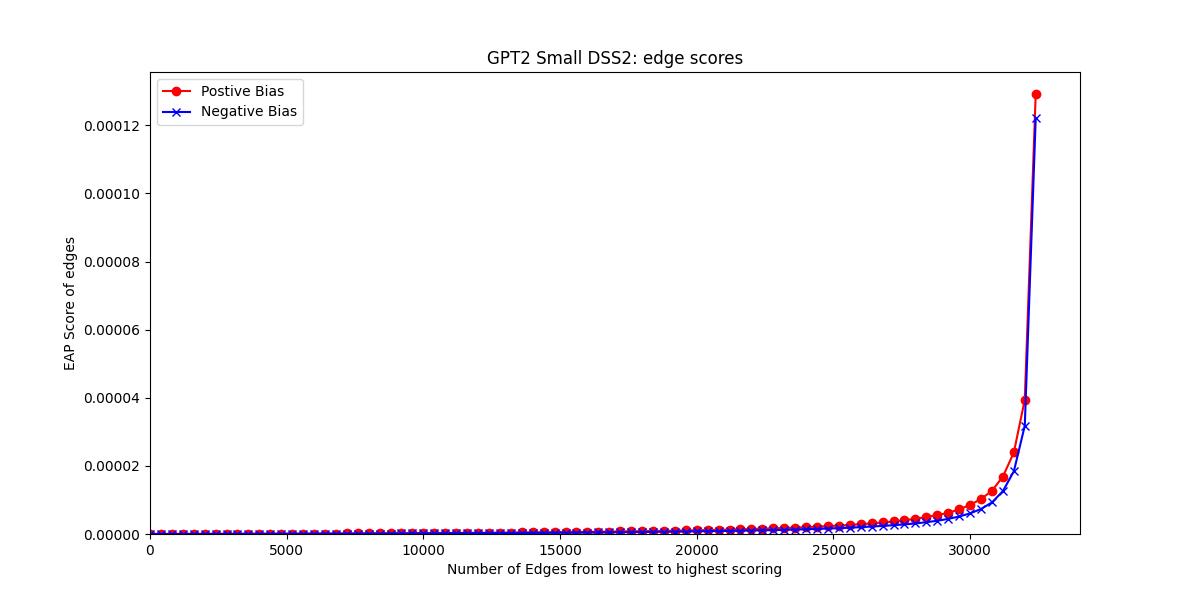 GPT2 Small DSS2: edge scores
Postive Bias
Negative Bias
EAP Score of edges
0.00012
0.00010
0.00008
0.00006
0.00004
0.00002
0.00000
0 5000 10000 15000 20000 25000 30000
Number of Edges from lowest to highest scoring